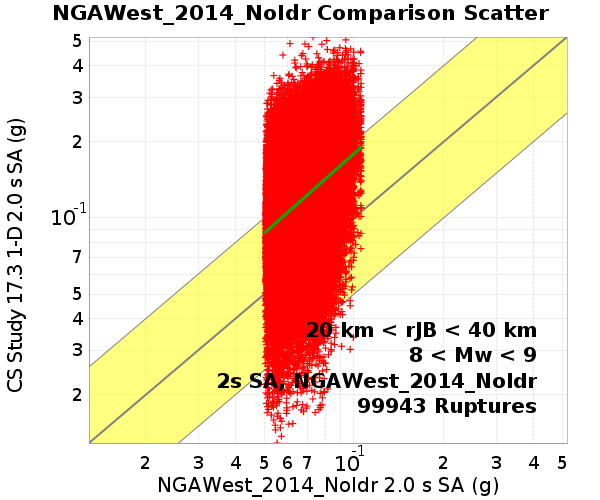 NGAWest_2014_NoIdr Comparison Scatter
CS Study 17.3 1-D 2.0 s SA (g)
5
4
3
2
10-1
7
5
4
3
2
20 km < rJB < 40 km
8 < Mw < 9
2s SA, NGAWest_2014_NoIdr
99943 Ruptures
2 3 4 5 6 7 10-1 2 3 4 5
NGAWest_2014_NoIdr 2.0 s SA (g)